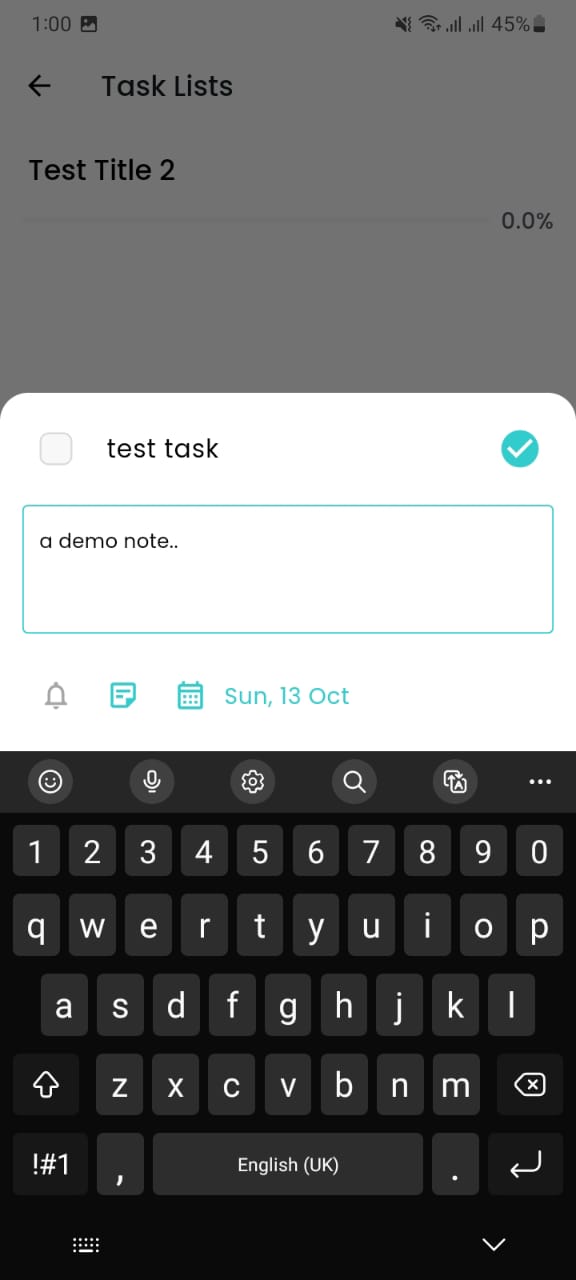 1:00 45%
Task Lists
Test Title 2
0.0%
test task
a demo note..
Sun, 13 Oct
1 2 3 4 5 6 7 8 9 0
q w e r t y u i o p
a s d f g h j k l
z x c v b n m
!#1 , English (UK) .